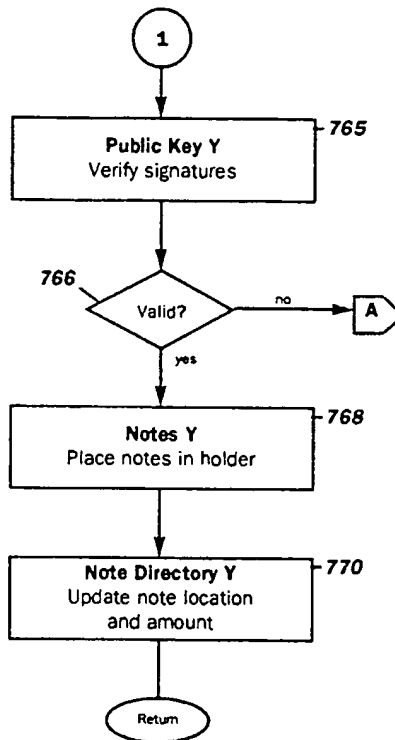 1
765
Public Key Y
Verify signatures
766
Valid?
no
A
yes
768
Notes Y
Place notes in holder
770
Note Directory Y
Update note location
and amount
Return